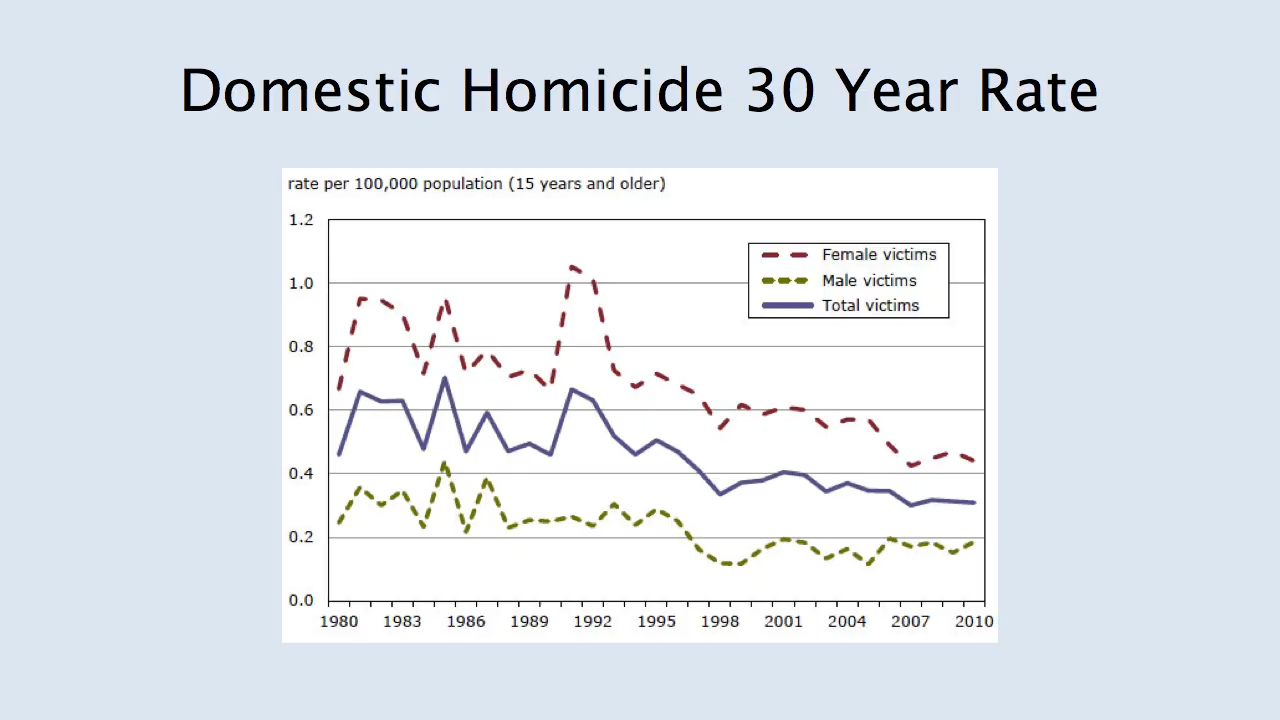 Domestic Homicide 30 Year Rate
rate per 100,000 population (15 years and older)
1.2
1.0
0.8
0.6
0.4
0.2
0.0
Female victims
Male victims
Total victims
1980 1983 1986 1989 1992 1995 1998 2001 2004 2007 2010